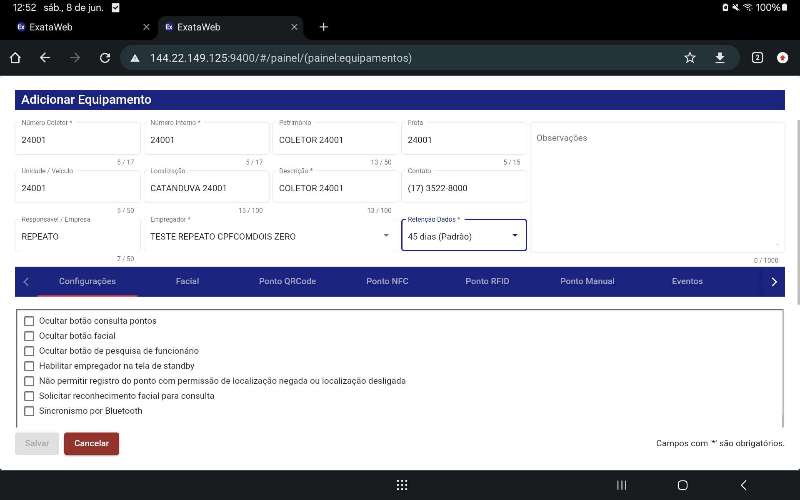 12:52 sáb., 8 de jun.
100%
Ex ExataWeb
Ex ExataWeb
144.22.149.125:9400/#/painel/(painel:equipamentos)
2
Adicionar Equipamento
Número Coletor * Número Interno * Patrimônio Frota
24001 24001 COLETOR 24001 24001 Observações
5 / 17 5 / 17 13 / 50 5 / 15
Unidade / Veículo Localização Descrição * Contato
24001 CATANDUVA 24001 COLETOR 24001 (17) 3522-8000
5 / 50 15 / 100 13 / 100
Responsável / Empresa Empregador * Retenção Dados *
REPEATO TESTE REPEATO CPFCOMDOIS ZERO 45 dias (Padrão)
7 / 50 0 / 1000
Configurações Facial Ponto QRCode Ponto NFC Ponto RFID Ponto Manual Eventos
Ocultar botão consulta pontos
Ocultar botão facial
Ocultar botão de pesquisa de funcionário
Habilitar empregador na tela de standby
Não permitir registro do ponto com permissão de localização negada ou localização desligada
Solicitar reconhecimento facial para consulta
Sincronismo por Bluetooth
Salvar Cancelar Campos com '*' são obrigatórios.